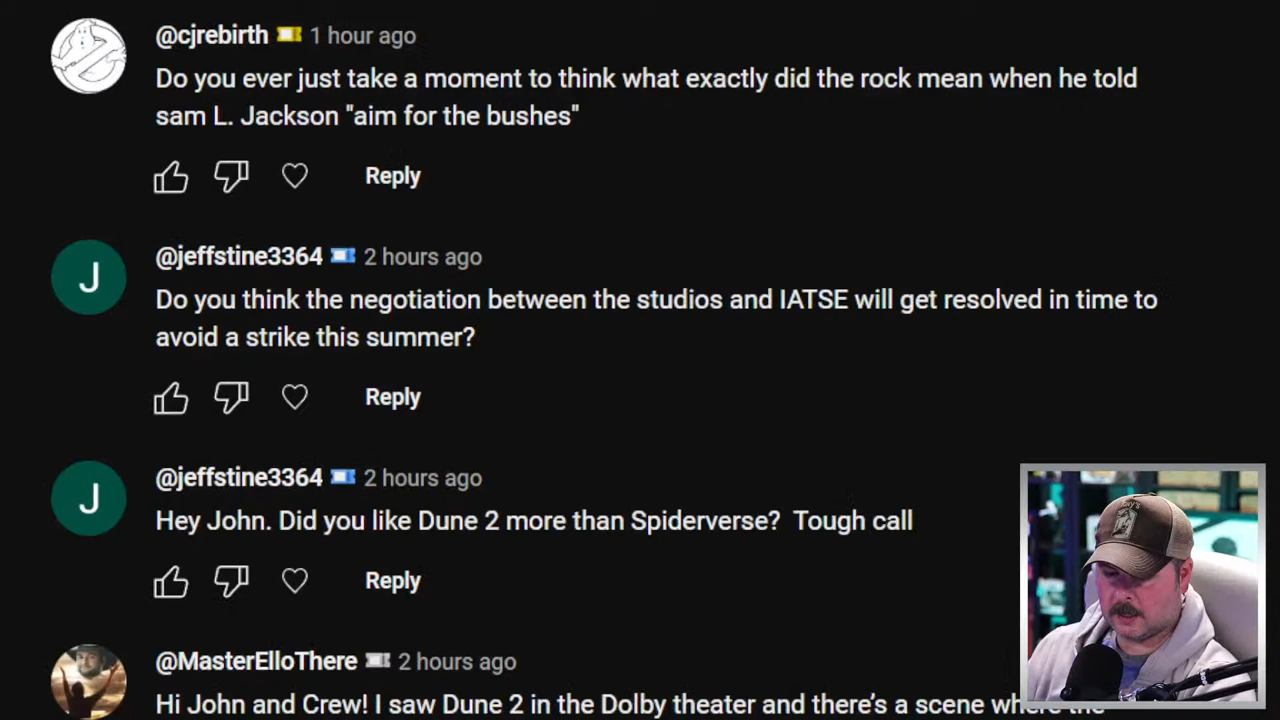 @cjrebirth 1 hour ago
Do you ever just take a moment to think what exactly did the rock mean when he told
sam L. Jackson "aim for the bushes"
Reply
@jeffstine3364 2 hours ago
Do you think the negotiation between the studios and IATSE will get resolved in time to
avoid a strike this summer?
Reply
J
@jeffstine3364 2 hours ago
Hey John. Did you like Dune 2 more than Spiderverse? Tough call
Reply
J
@MasterElloThere 2 hours ago
Hi John and Crew! I saw Dune 2 in the Dolby theater and there's a scene where the